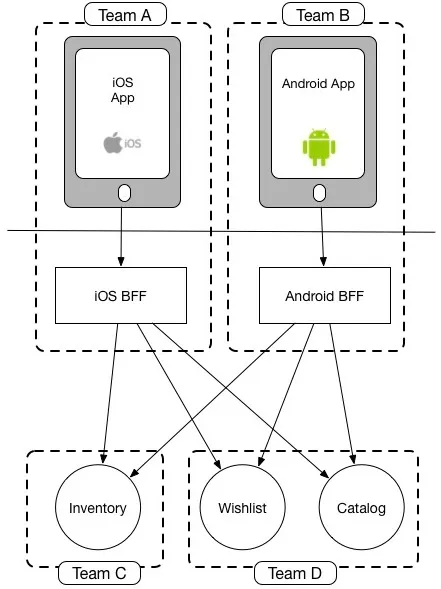 Team A
Team B
iOS
App
iOS
Android App
iOS BFF
Android BFF
Inventory
Wishlist
Catalog
Team C
Team D